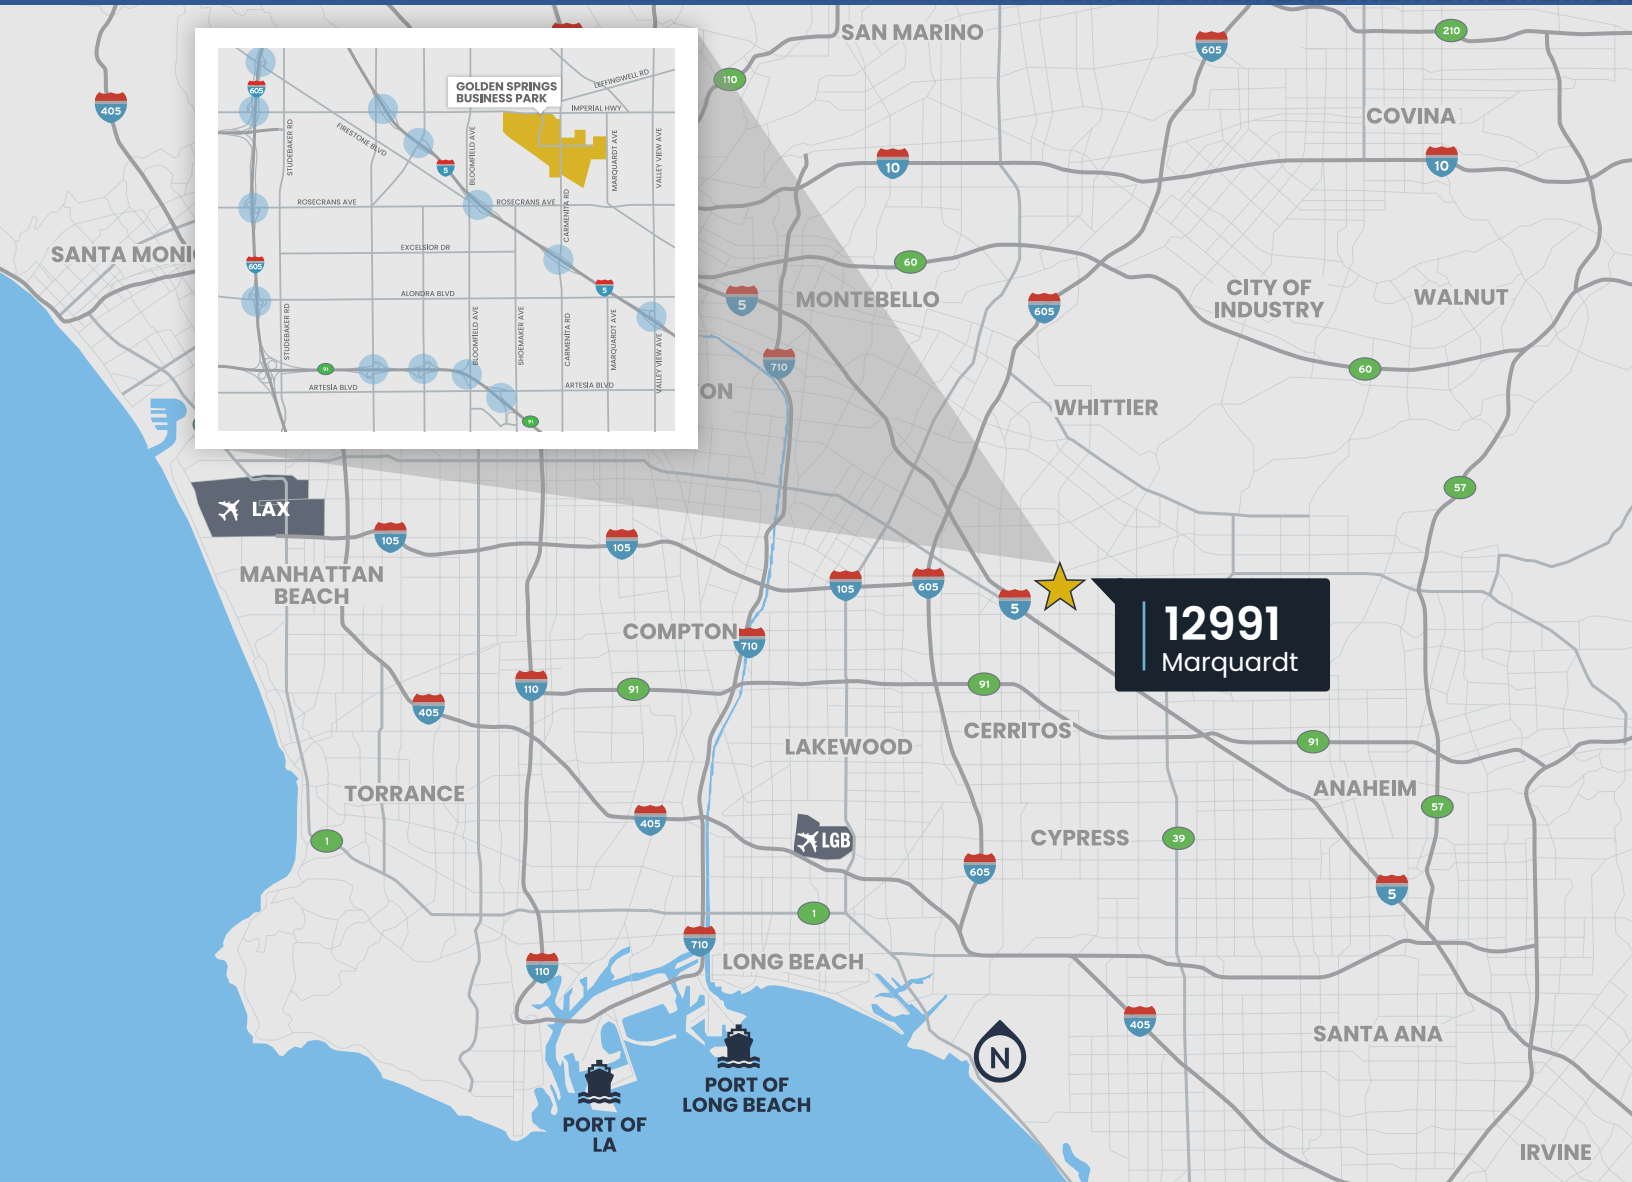 SAN MARINO
605
210
110
405
COVINA
10
10
SANTA MONI
60
5
MONTEBELLO
605
CITY OF
INDUSTRY
WALNUT
710
60
TON
WHITTIER
57
LAX
105
105
MANHATTAN
BEACH
105
605
5
12991
Marquardt
COMPTON
710
110
91
91
405
CERRITOS
LAKEWOOD
91
ANAHEIM
TORRANCE
57
405
1
LGB
CYPRESS
39
605
5
1
710
LONG BEACH
110
405
SANTA ANA
N
PORT OF
LONG BEACH
PORT OF
LA
IRVINE
GOLDEN SPRINGS
BUSINESS PARK
LEFFINGWELL RD
605
IMPERIAL HWY
STUDEBAKER RD
FIRESTONE BLVD
BLOOMFIELD AVE
MARQUARDT AVE
VALLEY VIEW AVE
5
ROSECRANS AVE
ROSECRANS AVE
CARMENITA RD
EXCELSIOR DR
605
5
ALONDRA BLVD
STUDEBAKER RD
BLOOMFIELD AVE
SHOEMAKER AVE
CARMENITA RD
MARQUARDT AVE
VALLEY VIEW AVE
91
ARTESIA BLVD
ARTESIA BLVD
91